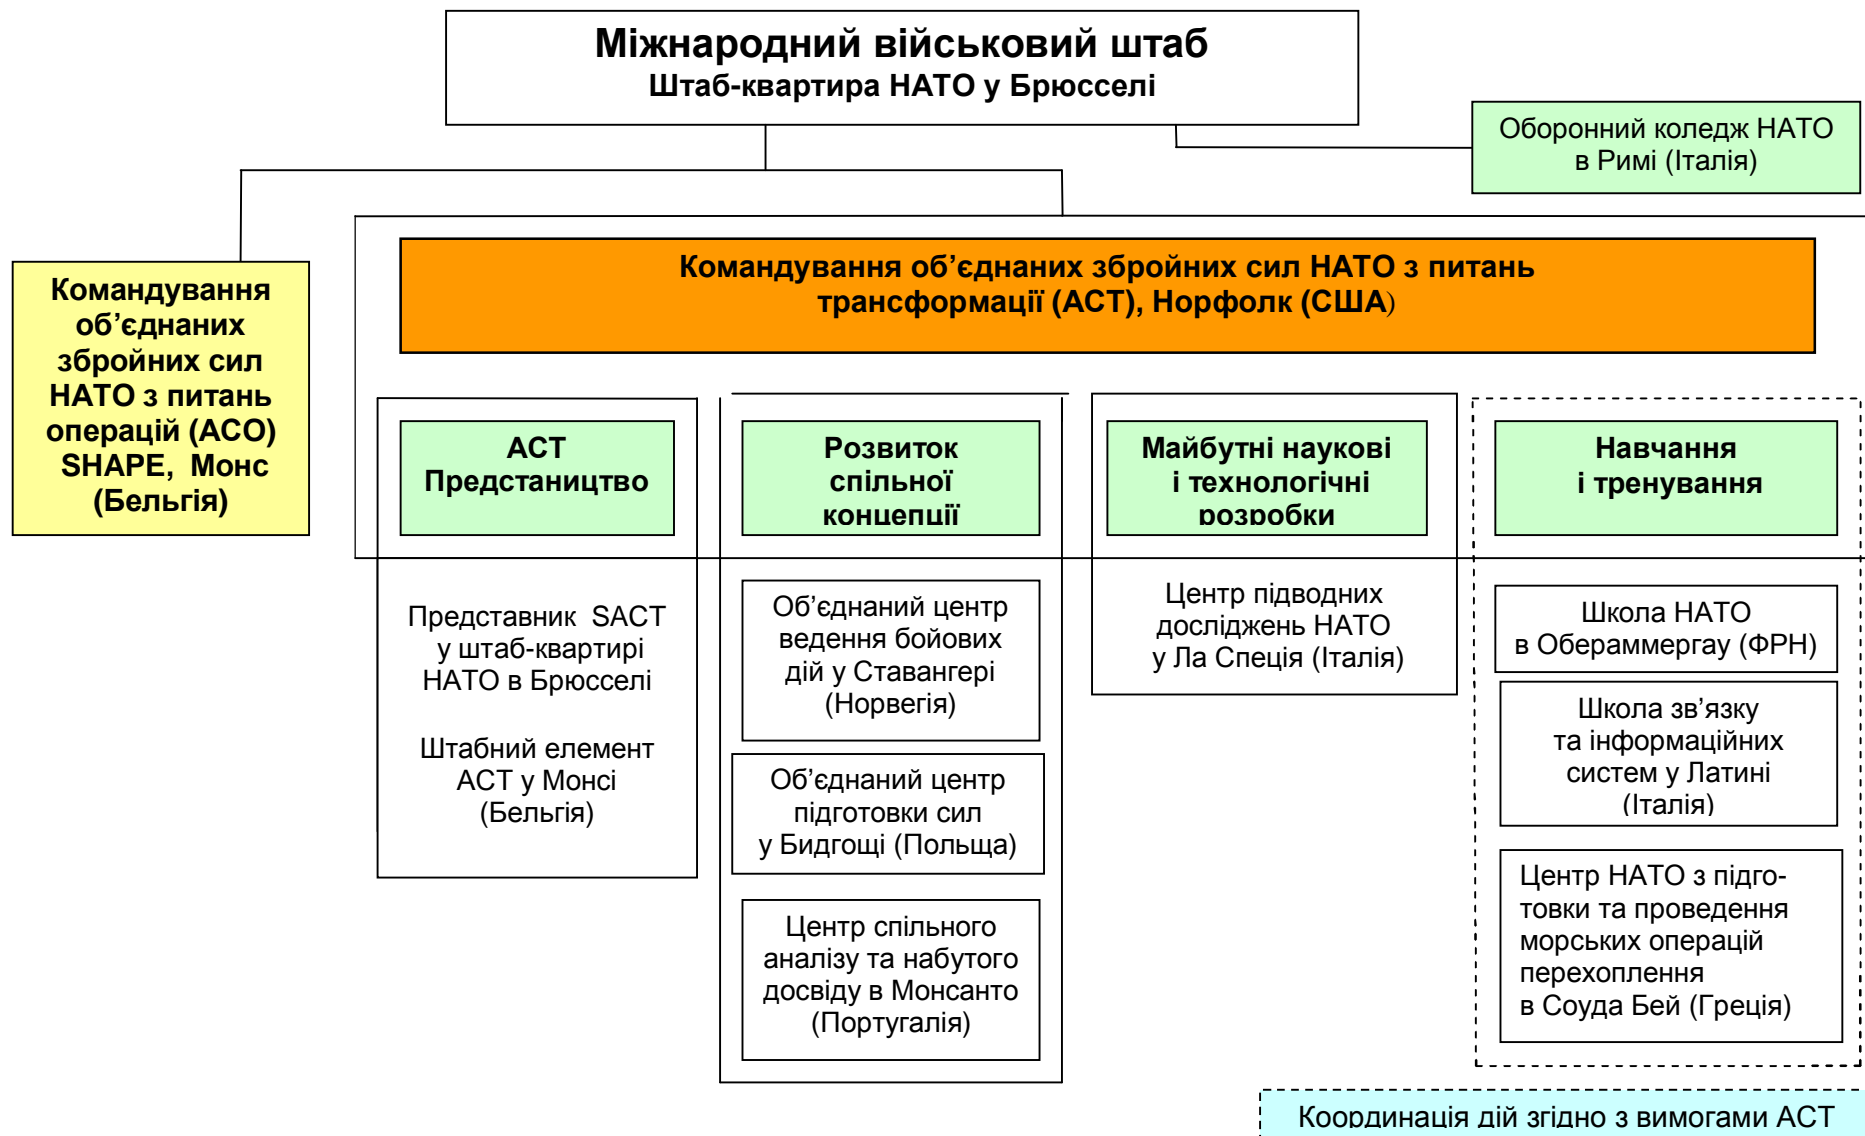 Міжнародний військовий штаб
Штаб-квартира НАТО у Брюсселі
Оборонний коледж НАТО
в Римі (Італія)
Командування
об’єднаних
збройних сил
НАТО з питань
операцій (АСО)
SHAPE, Монс
(Бельгія)
Командування об’єднаних збройних сил НАТО з питань
трансформації (АСТ), Норфолк (США)
АСТ
Предстаництво
Розвиток
спільної
концепції
Майбутні наукові
і технологічні
розробки
Навчання
і тренування
Представник SACT
у штаб-квартирі
НАТО в Брюсселі
Штабний елемент
АСТ у Монсі
(Бельгія)
Об’єднаний центр
ведення бойових
дій у Ставангері
(Норвегія)
Об’єднаний центр
підготовки сил
у Бидгощі (Польща)
Центр спільного
аналізу та набутого
досвіду в Монсанто
(Португалія)
Центр підводних
досліджень НАТО
у Ла Специія (Італія)
Школа НАТО
в Обераммергау (ФРН)
Школа зв’язку
та інформаційних
систем у Латині
(Італія)
Центр НАТО з підго-
товки та проведення
морських операцій
перехоплення
в Соуда Бей (Греція)
Координація дій згідно з вимогами АСТ